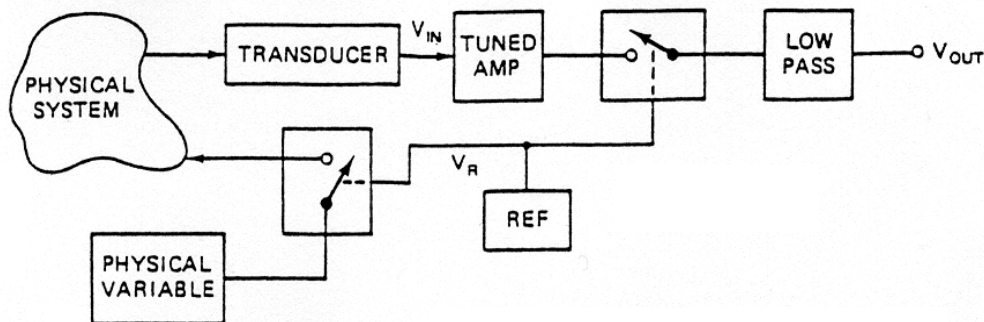 TRANSDUCER
V_IN
TUNED
AMP
LOW
PASS
V_OUT
PHYSICAL
SYSTEM
V_R
REF
PHYSICAL
VARIABLE